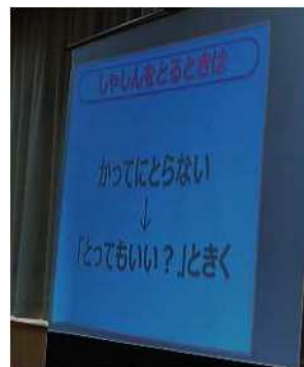 しゃしんをとるときは
かってにとらない
↓
「とってもいい？」ときく